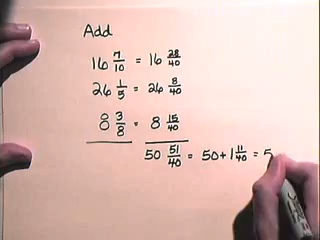 Add
16 7/10 = 16 28/40
26 1/5 = 26 8/40
8 3/8 = 8 15/40
50 51/40 = 50 + 1 11/40 = 5